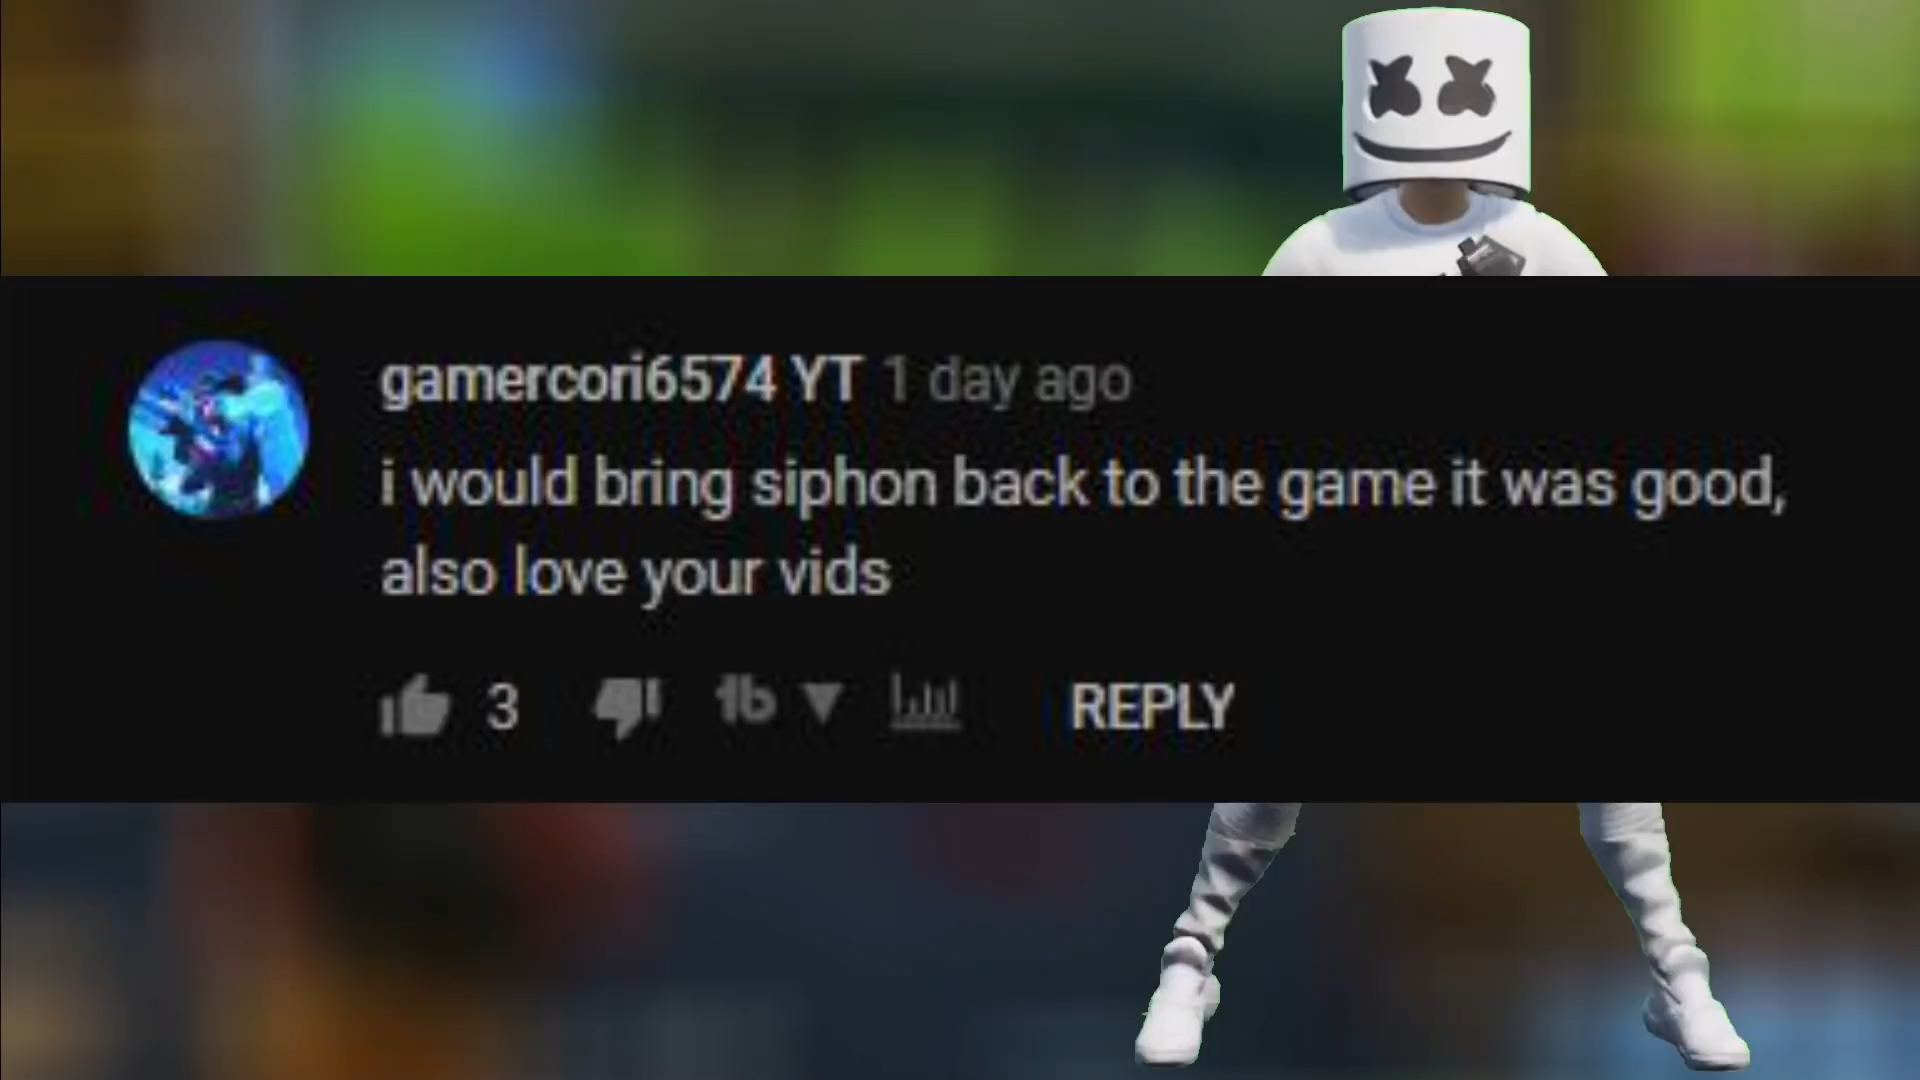 gamercori6574 YT 1 day ago
i would bring siphon back to the game it was good,
also love your vids
3 tb REPLY